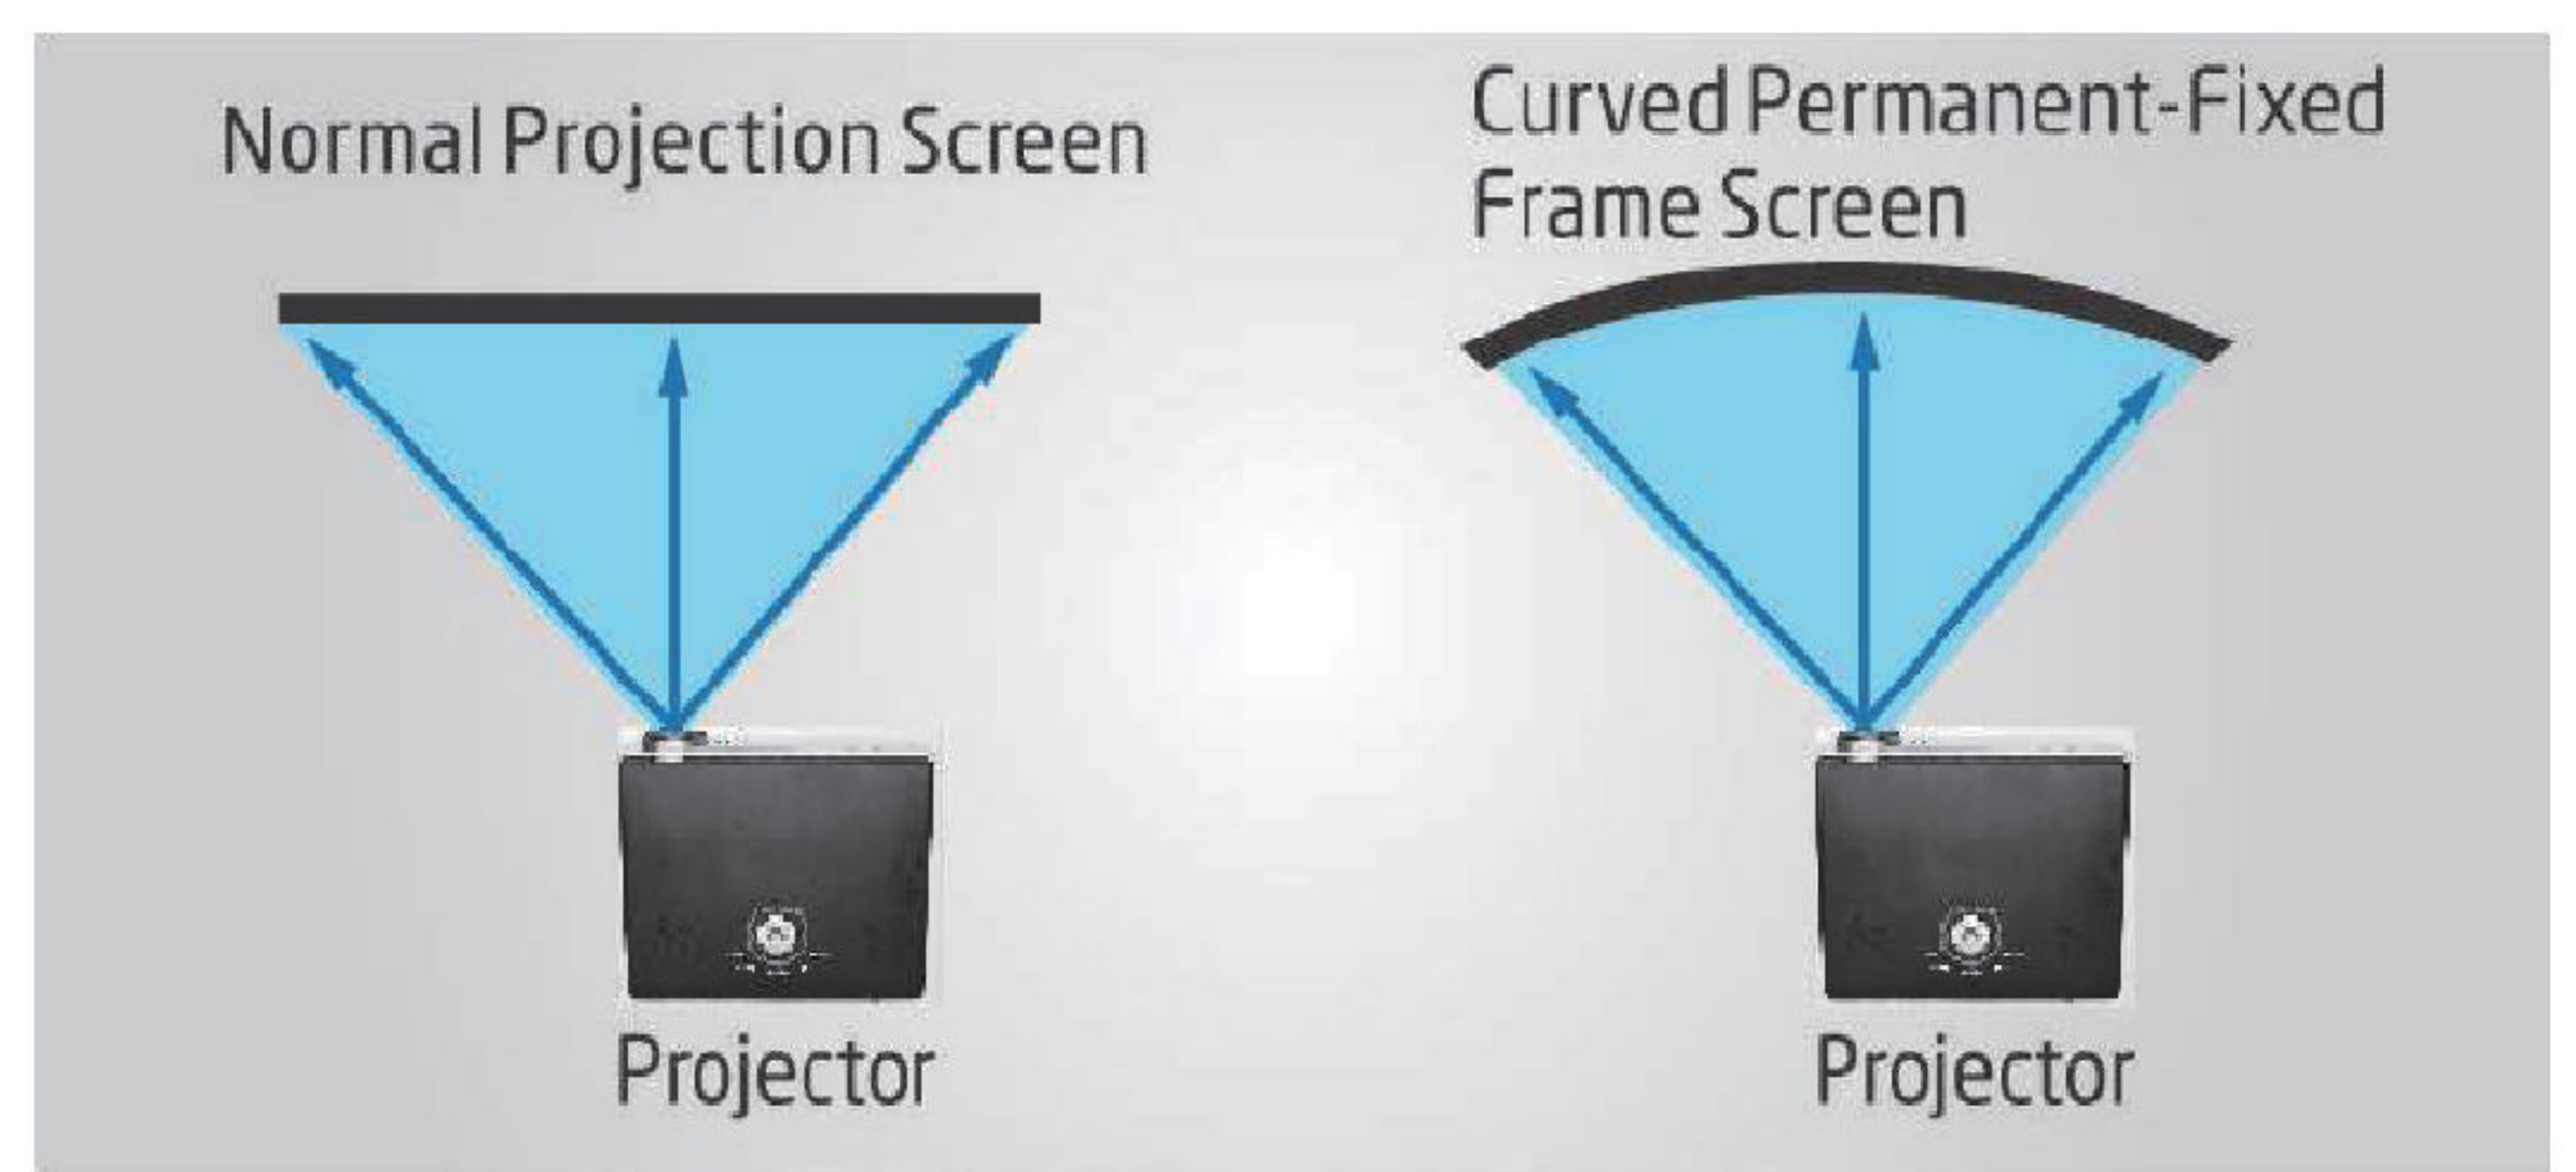 Normal Projection Screen
Curved Permanent-Fixed
Frame Screen
Projector
Projector